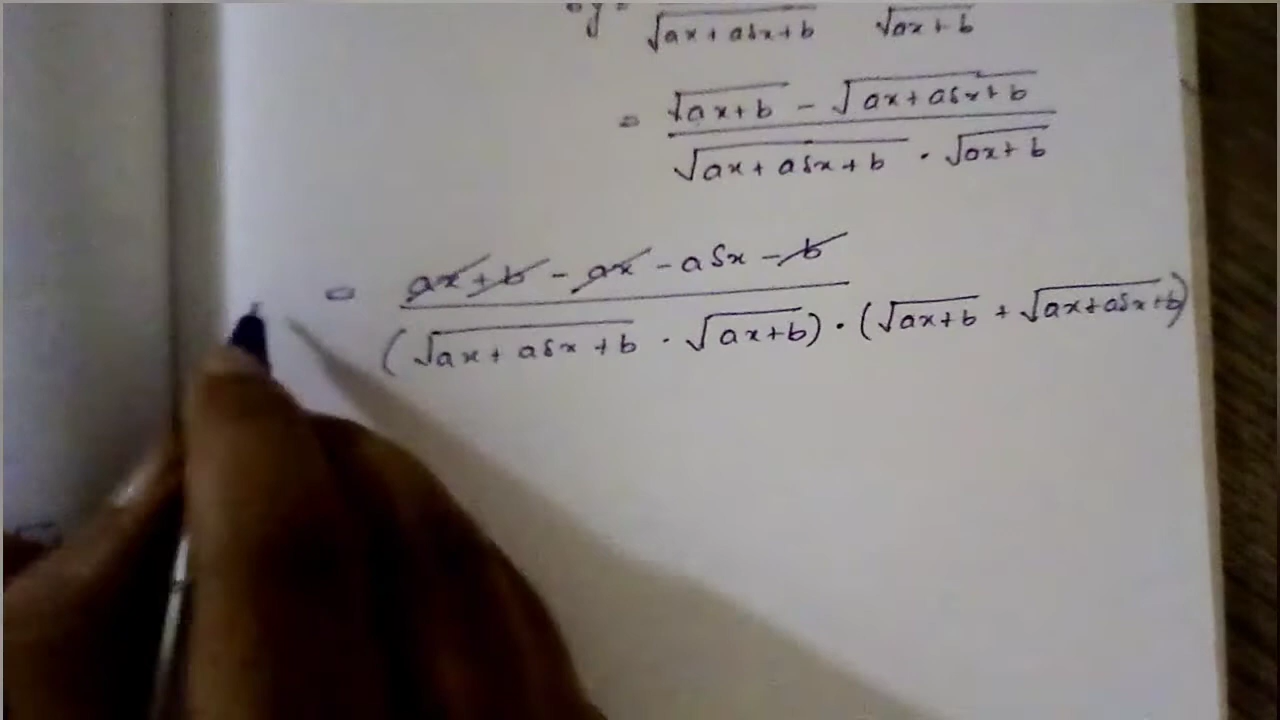 δy = 1/√(ax + aδx + b) - 1/√(ax + b)
= (√(ax + b) - √(ax + aδx + b)) / (√(ax + aδx + b) · √(ax + b))
= (ax + b - ax - aδx - b) / ((√(ax + aδx + b) · √(ax + b)) · (√(ax + b) + √(ax + aδx + b)))